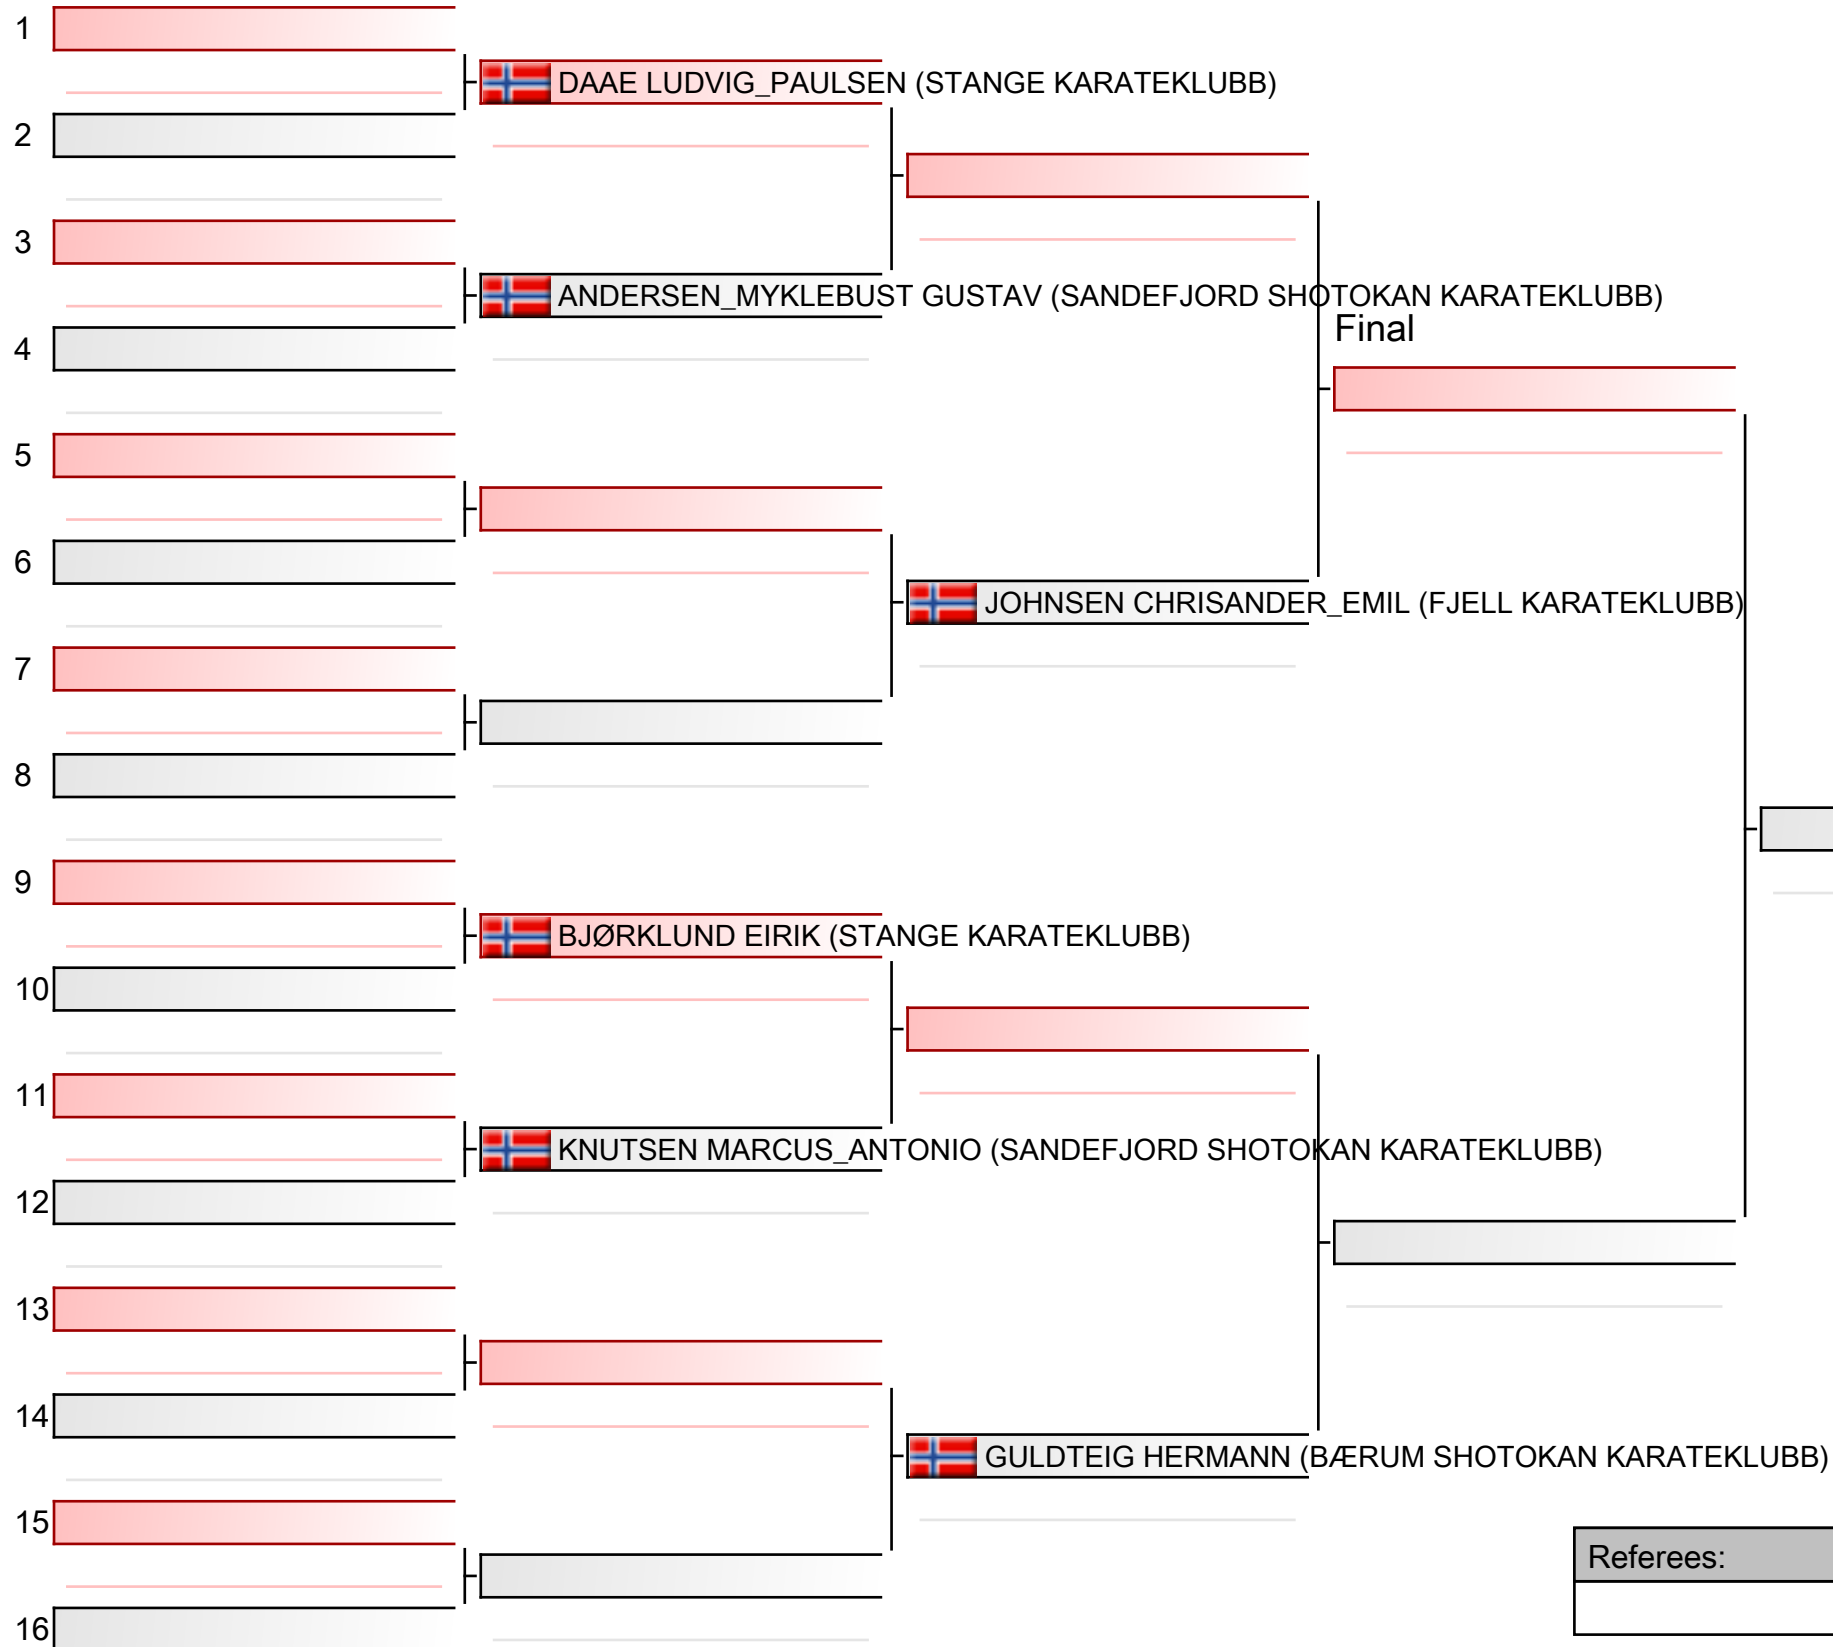 1
DAAE LUDVIG_PAULSEN (STANGE KARATEKLUBB)
2
3
ANDERSEN_MYKLEBUST GUSTAV (SANDEFJORD SHOTOKAN KARATEKLUBB)
Final
4
5
6
JOHNSEN CHRISANDER_EMIL (FJELL KARATEKLUBB)
7
8
9
BJØRKLUND EIRIK (STANGE KARATEKLUBB)
10
11
KNUTSEN MARCUS_ANTONIO (SANDEFJORD SHOTOKAN KARATEKLUBB)
12
13
14
GULDTEIG HERMANN (BÆRUM SHOTOKAN KARATEKLUBB)
15
Referees:
16